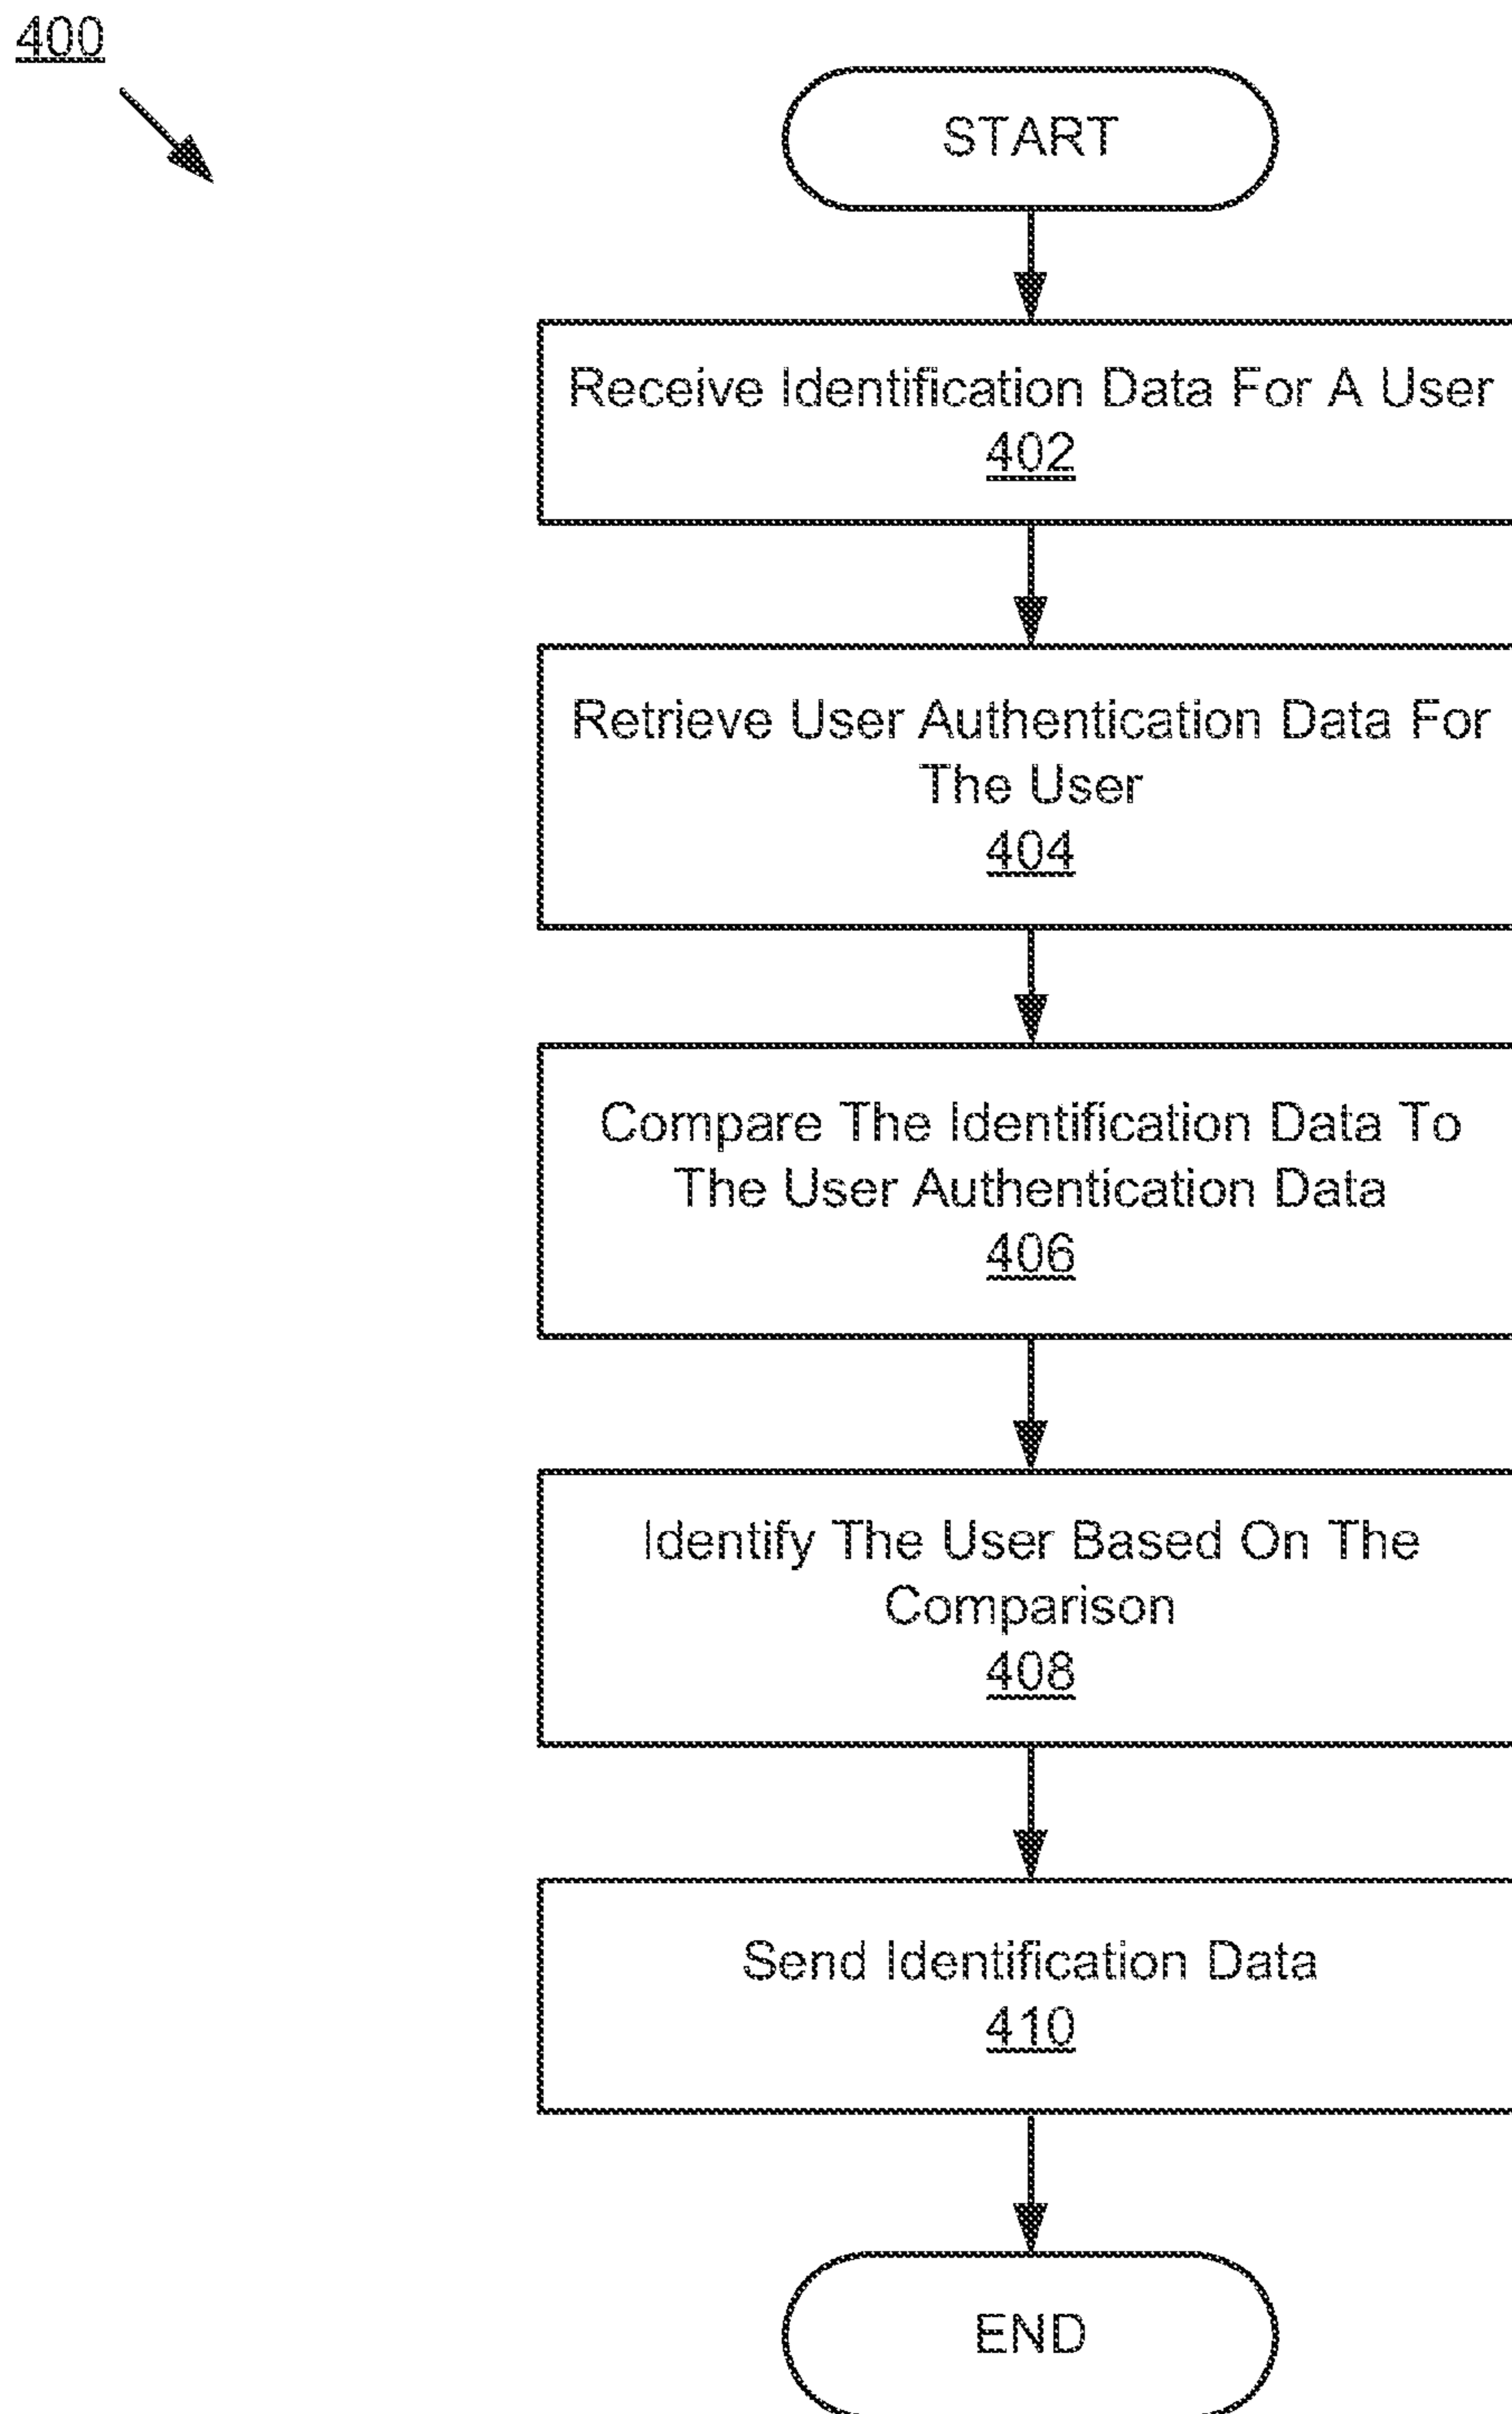 400
START
Receive Identification Data For A User
402
Retrieve User Authentication Data For
The User
404
Compare The Identification Data To
The User Authentication Data
406
Identify The User Based On The
Comparison
408
Send Identification Data
410
END